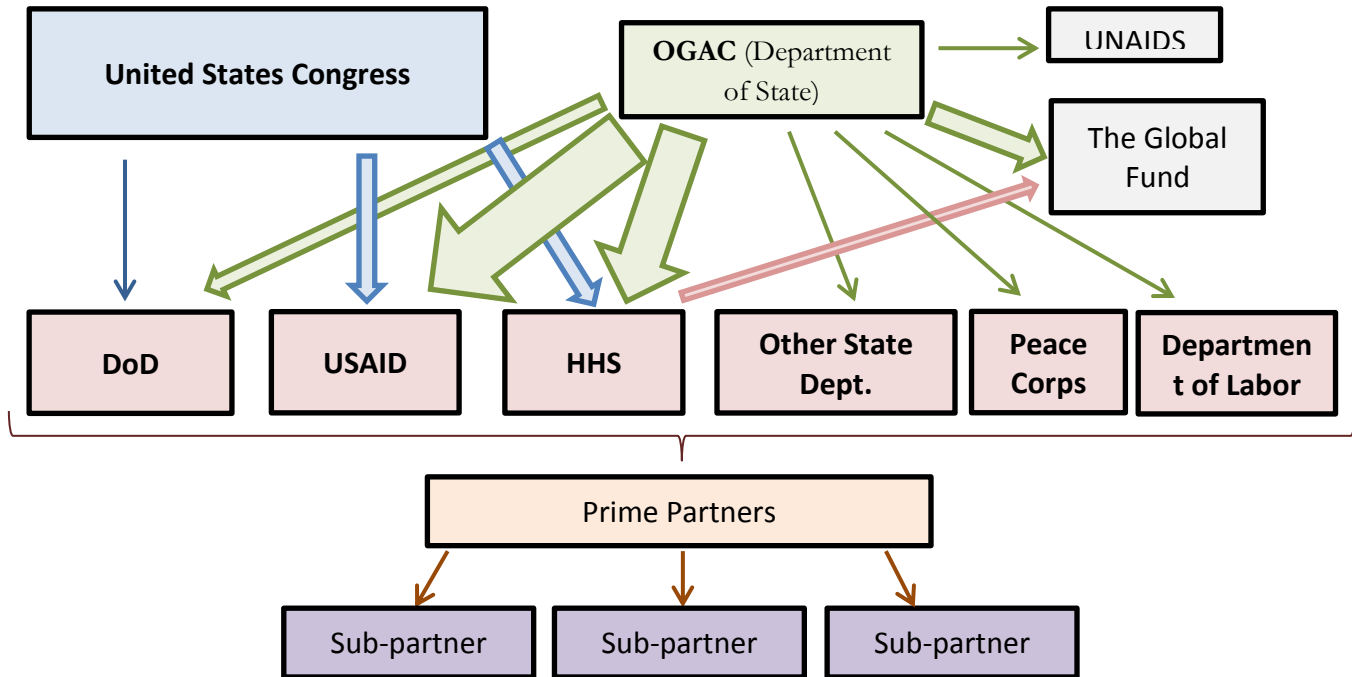 United States Congress
OGAC (Department
of State)
UNAIDS
The Global
Fund
DoD
USAID
HHS
Other State
Dept.
Peace
Corps
Departmen
t of Labor
Prime Partners
Sub-partner
Sub-partner
Sub-partner